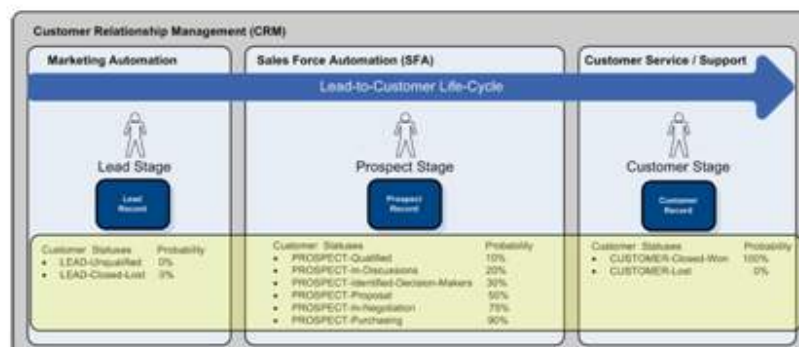 Customer Relationship Management (CRM)
Marketing Automation
Sales Force Automation (SFA)
Customer Service / Support
Lead-to-Customer Life-Cycle
Lead Stage
Prospect Stage
Customer Stage
Lead
Record
Prospect
Record
Customer
Record
Customer Statuses Probability
• LEAD-Unqualified 0%
• LEAD-Closed-Lost 0%
Customer Statuses Probability
• PROSPECT-Qualified 10%
• PROSPECT-In-Discussions 20%
• PROSPECT-Identified-Decision-Makers 30%
• PROSPECT-Proposal 50%
• PROSPECT-In-Negotiation 75%
• PROSPECT-Purchasing 90%
Customer Statuses Probability
• CUSTOMER-Closed-Won 100%
• CUSTOMER-Lost 0%